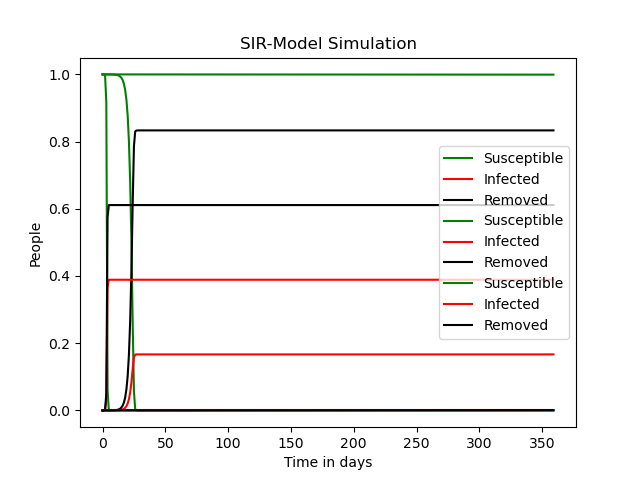 SIR-Model Simulation
1.0
0.8
0.6
0.4
0.2
0.0
People
Susceptible
Infected
Removed
Susceptible
Infected
Removed
Susceptible
Infected
Removed
0 50 100 150 200 250 300 350
Time in days